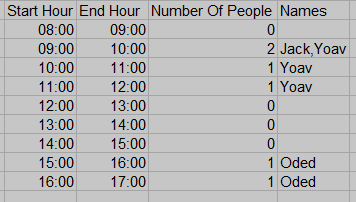 Start Hour End Hour Number Of People Names
08:00 09:00 0
09:00 10:00 2 Jack,Yoav
10:00 11:00 1 Yoav
11:00 12:00 1 Yoav
12:00 13:00 0
13:00 14:00 0
14:00 15:00 0
15:00 16:00 1 Oded
16:00 17:00 1 Oded